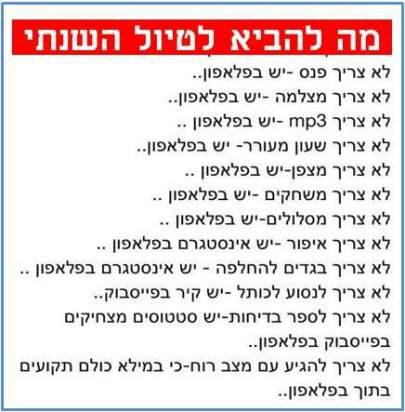 מה להביא לטיול השנתי
לא צריך פנס -יש בפלאפון..
לא צריך מצלמה -יש בפלאפון ..
לא צריך mp3 -יש בפלאפון ..
לא צריך שעון מעורר- יש בפלאפון..
לא צריך מצפן-יש בפלאפון ..
לא צריך משחקים -יש בפלאפון ..
לא צריך מסלולים-יש בפלאפון ..
לא צריך איפור -יש אינסטגרם בפלאפון ..
לא צריך בגדים להחלפה - יש אינסטגרם בפלאפון ..
לא צריך לנסוע לכותל -יש קיר בפייסבוק..
לא צריך לספר בדיחות-יש סטטוסים מצחיקים
בפייסבוק בפלאפון..
לא צריך להגיע עם מצב רוח-כי במילא כולם תקועים
בתוך בפלאפון..